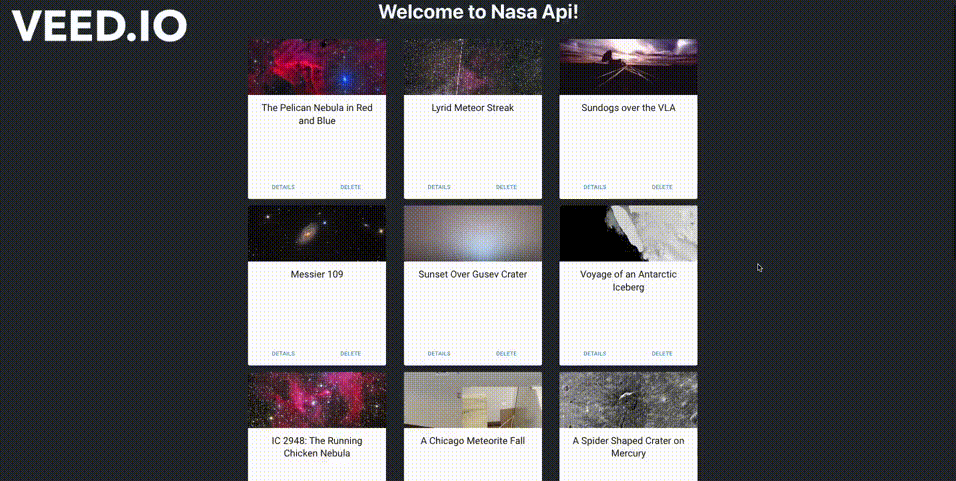 VEED.IO
Welcome to Nasa Api!
The Pelican Nebula in Red
and Blue
DETAILS DELETE
Lyrid Meteor Streak
DETAILS DELETE
Sundogs over the VLA
DETAILS DELETE
Messier 109
DETAILS DELETE
Sunset Over Gusev Crater
DETAILS DELETE
Voyage of an Antarctic
Iceberg
DETAILS DELETE
IC 2948: The Running
Chicken Nebula
A Chicago Meteorite Fall
A Spider Shaped Crater on
Mercury